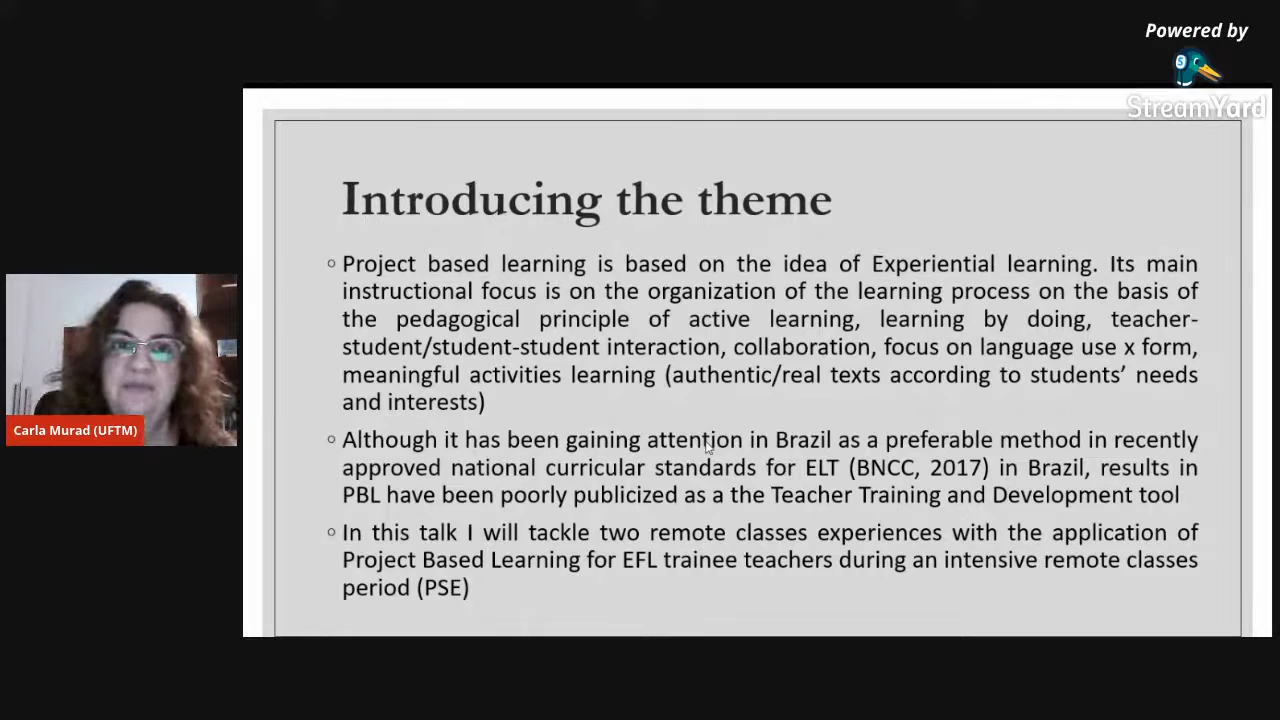 Powered by
StreamYard
Introducing the theme
Project based learning is based on the idea of Experiential learning. Its main
instructional focus is on the organization of the learning process on the basis of
the pedagogical principle of active learning, learning by doing, teacher-
student/student-student interaction, collaboration, focus on language use x form,
meaningful activities learning (authentic/real texts according to students’ needs
and interests)
Although it has been gaining attention in Brazil as a preferable method in recently
approved national curricular standards for ELT (BNCC, 2017) in Brazil, results in
PBL have been poorly publicized as a the Teacher Training and Development tool
In this talk I will tackle two remote classes experiences with the application of
Project Based Learning for EFL trainee teachers during an intensive remote classes
period (PSE)
Carla Murad (UFTM)